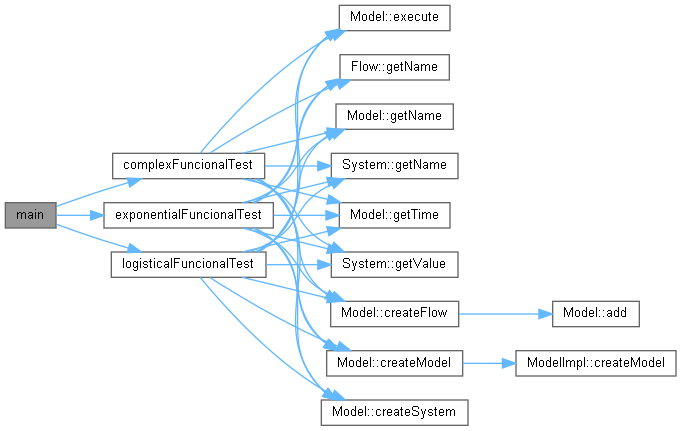 main
complexFuncionalTest
exponentialFuncionalTest
logisticalFuncionalTest
Model::execute
Flow::getName
Model::getName
System::getName
Model::getTime
System::getValue
Model::createFlow
Model::createModel
Model::createSystem
Model::add
ModelImpl::createModel